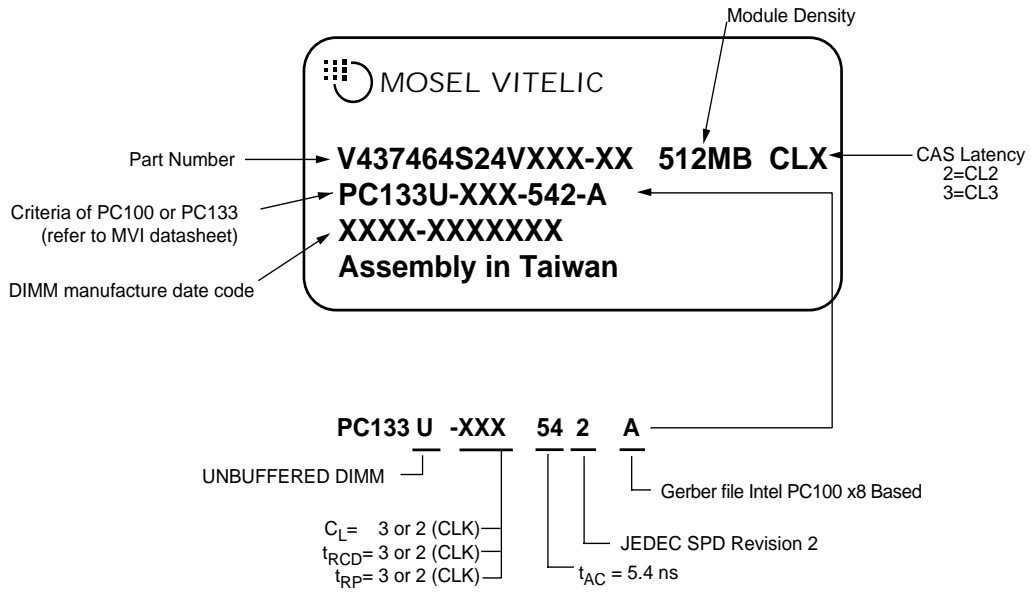 Module Density
MOSEL VITELIC
Part Number
V437464S24VXXX-XX 512MB CLX
CAS Latency
2=CL2
3=CL3
Criteria of PC100 or PC133
(refer to MVI datasheet)
PC133U-XXX-542-A
XXXX-XXXXXXX
DIMM manufacture date code
Assembly in Taiwan
PC133 U -XXX 54 2 A
UNBUFFERED DIMM
Gerber file Intel PC100 x8 Based
CL= 3 or 2 (CLK)
tRCD= 3 or 2 (CLK)
tRP= 3 or 2 (CLK)
JEDEC SPD Revision 2
tAC = 5.4 ns